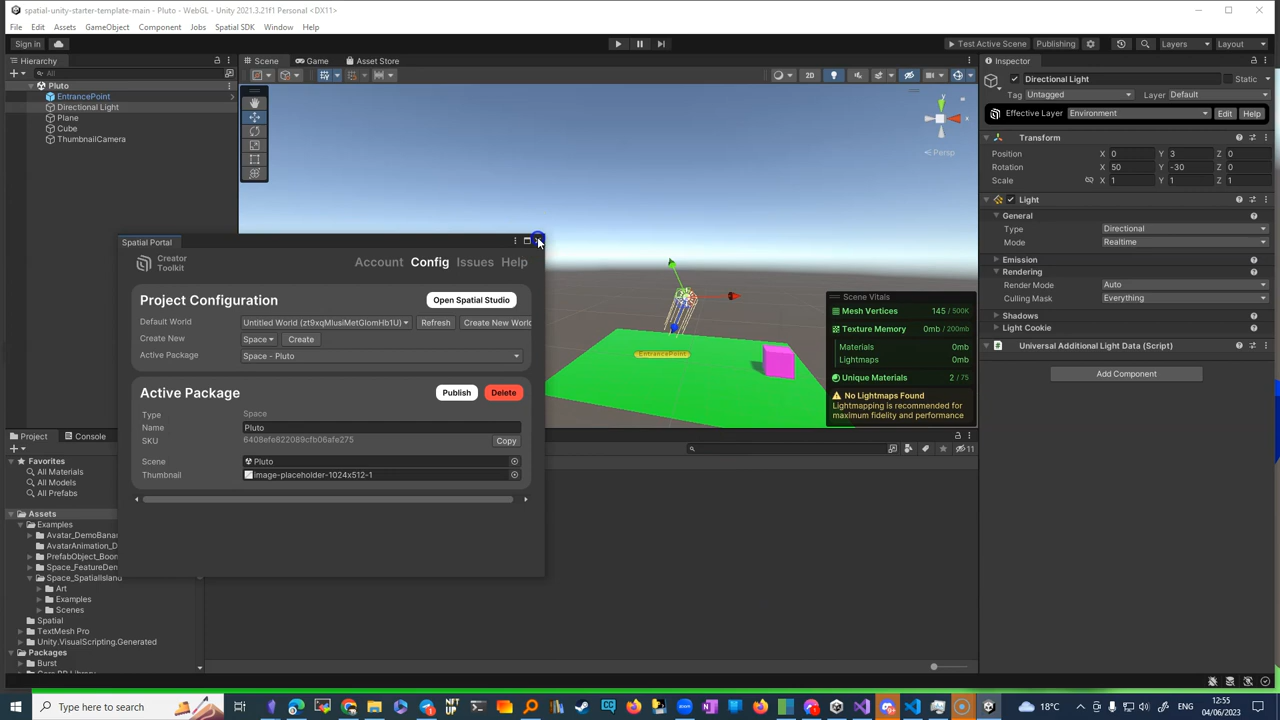 spatial-unity-starter-template-main - Pluto - WebGL - Unity 2021.3.21f1 Personal <DX11>
File Edit Assets GameObject Component Jobs Spatial SDK Window Help
Sign in
Test Active Scene Publishing Layers Layout
Hierarchy
All
Pluto
EntrancePoint
Directional Light
Plane
Cube
ThumbnailCamera
Scene Game Asset Store
2D
y
x
Persp
EntrancePoint
Scene Vitals
Mesh Vertices 145 / 500K
Texture Memory 0mb / 200mb
Materials 0mb
Lightmaps 0mb
Unique Materials 2 / 75
No Lightmaps Found
Lightmapping is recommended for
maximum fidelity and performance
Spatial Portal
Creator
Toolkit
Account Config Issues Help
Project Configuration Open Spatial Studio
Default World Refresh Create New World
Create New Space Create
Active Package Space - Pluto
Active Package Publish Delete
Type Space
Name Pluto
SKU 6408efe822089cfb06afe275
Copy
Scene Pluto
Thumbnail image-placeholder-1024x512-1
Inspector
Directional Light Static
Tag Untagged Layer Default
Effective Layer Environment Edit Help
Transform
Position X 0 Y 3 Z 0
Rotation X 50 Y -30 Z 0
Scale X 1 Y 1 Z 1
Light
General
Type Directional
Mode Realtime
Emission
Rendering
Render Mode Auto
Culling Mask Everything
Shadows
Light Cookie
Universal Additional Light Data (Script)
Add Component
Project Console
11
Favorites
All Materials
All Models
All Prefabs
Assets
Examples
Avatar_DemoBana
AvatarAnimation_D
PrefabObject_Boom
Space_FeatureDem
Space_SpatialIsland
Art
Examples
Scenes
Spatial
TextMesh Pro
Unity.VisualScripting.Generated
Packages
Burst
Type here to search
18°C
ENG
12:55
04/06/2023